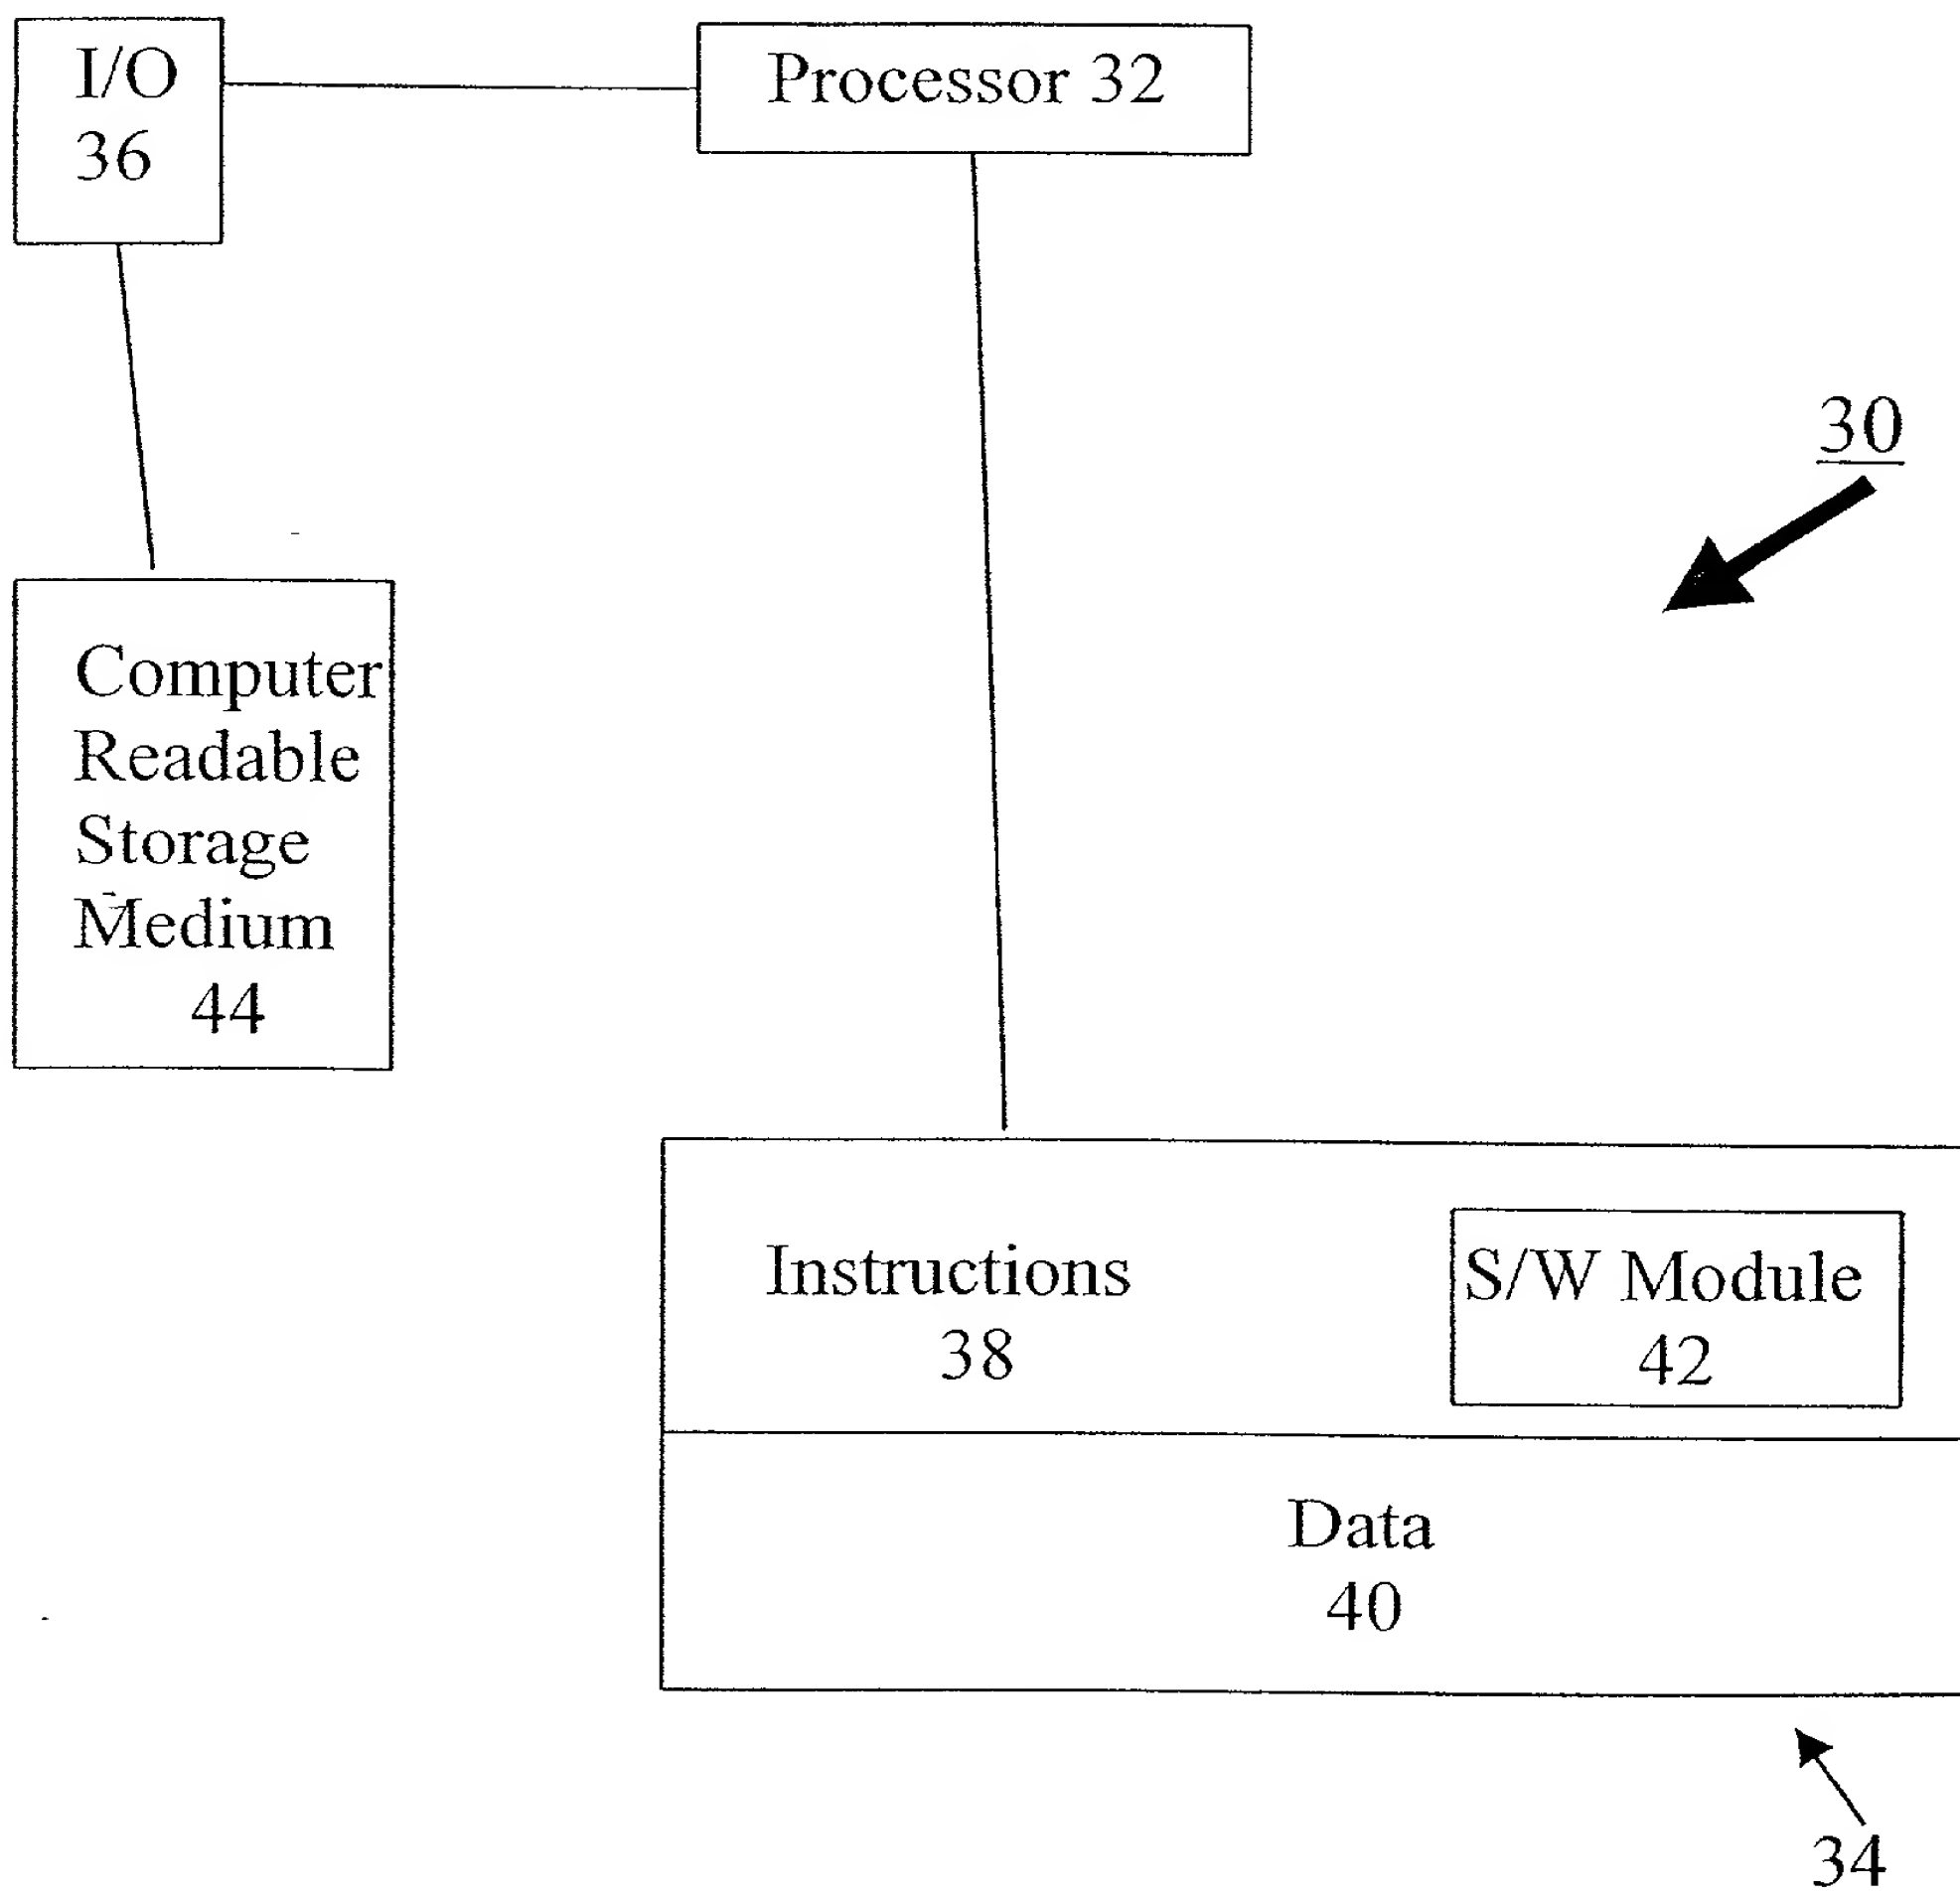 I/O
36
Processor 32
30
Computer
Readable
Storage
Medium
44
Instructions
38
S/W Module
42
Data
40
34